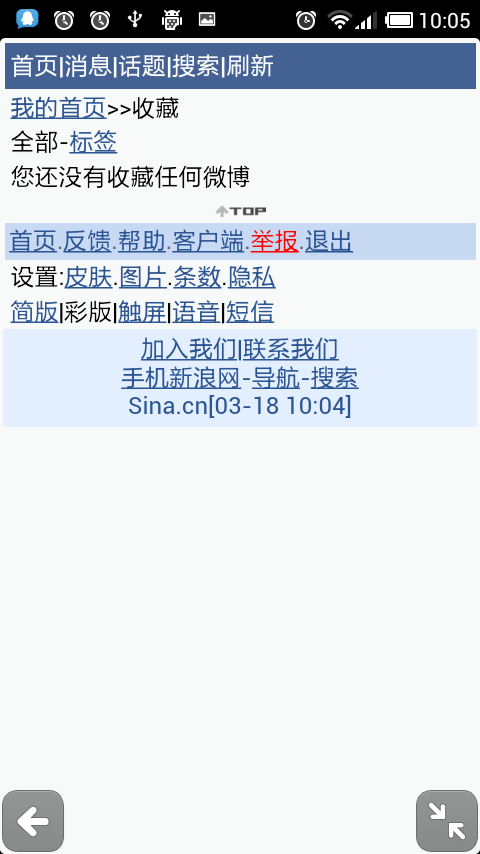 10:05
首页|消息|话题|搜索|刷新
我的首页>>收藏
全部-标签
您还没有收藏任何微博
TOP
首页.反馈.帮助.客户端.举报.退出
设置:皮肤.图片.条数.隐私
简版|彩版|触屏|语音|短信
加入我们|联系我们
手机新浪网-导航-搜索
Sina.cn[03-18 10:04]